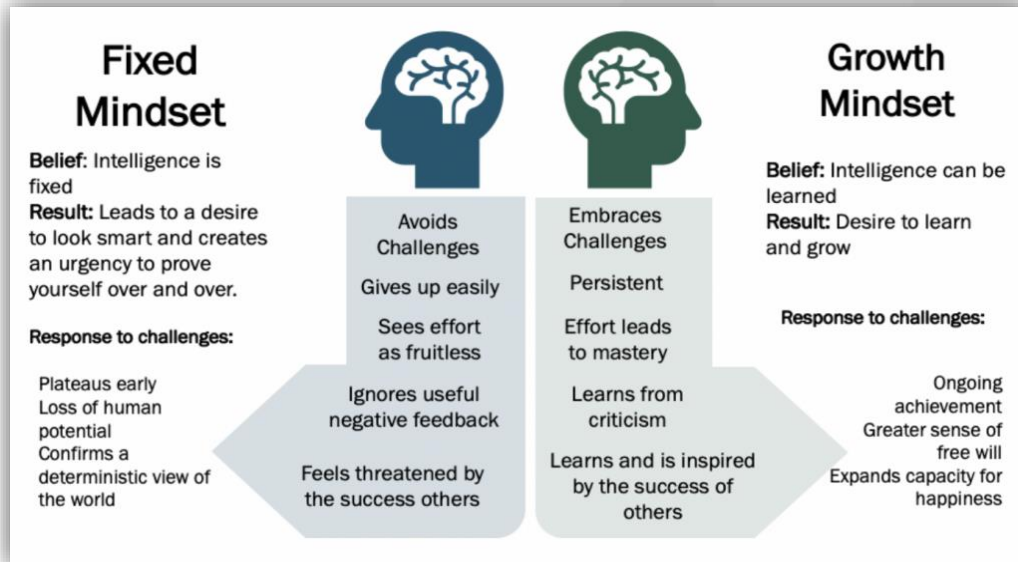 Fixed
Mindset
Belief: Intelligence is
fixed
Result: Leads to a desire
to look smart and creates
an urgency to prove
yourself over and over.
Response to challenges:
Plateaus early
Loss of human
potential
Confirms a
deterministic view of
the world
Avoids
Challenges
Gives up easily
Sees effort
as fruitless
Ignores useful
negative feedback
Feels threatened by
the success others
Embraces
Challenges
Persistent
Effort leads
to mastery
Learns from
criticism
Learns and is inspired
by the success of
others
Growth
Mindset
Belief: Intelligence can be
learned
Result: Desire to learn
and grow
Response to challenges:
Ongoing
achievement
Greater sense of
free will
Expands capacity for
happiness